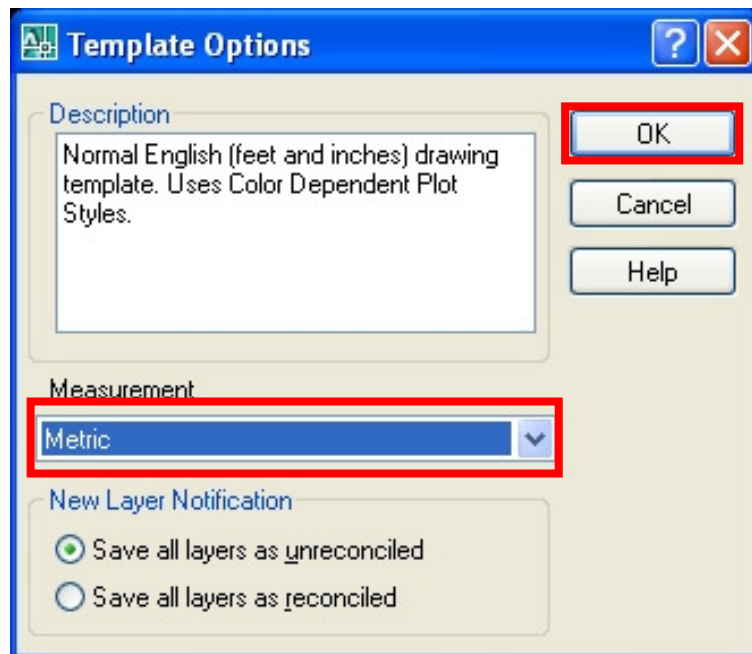 Template Options
Description
Normal English (feet and inches) drawing
template. Uses Color Dependent Plot
Styles.
OK
Cancel
Help
Measurement
Metric
New Layer Notification
Save all layers as unreconciled
Save all layers as reconciled